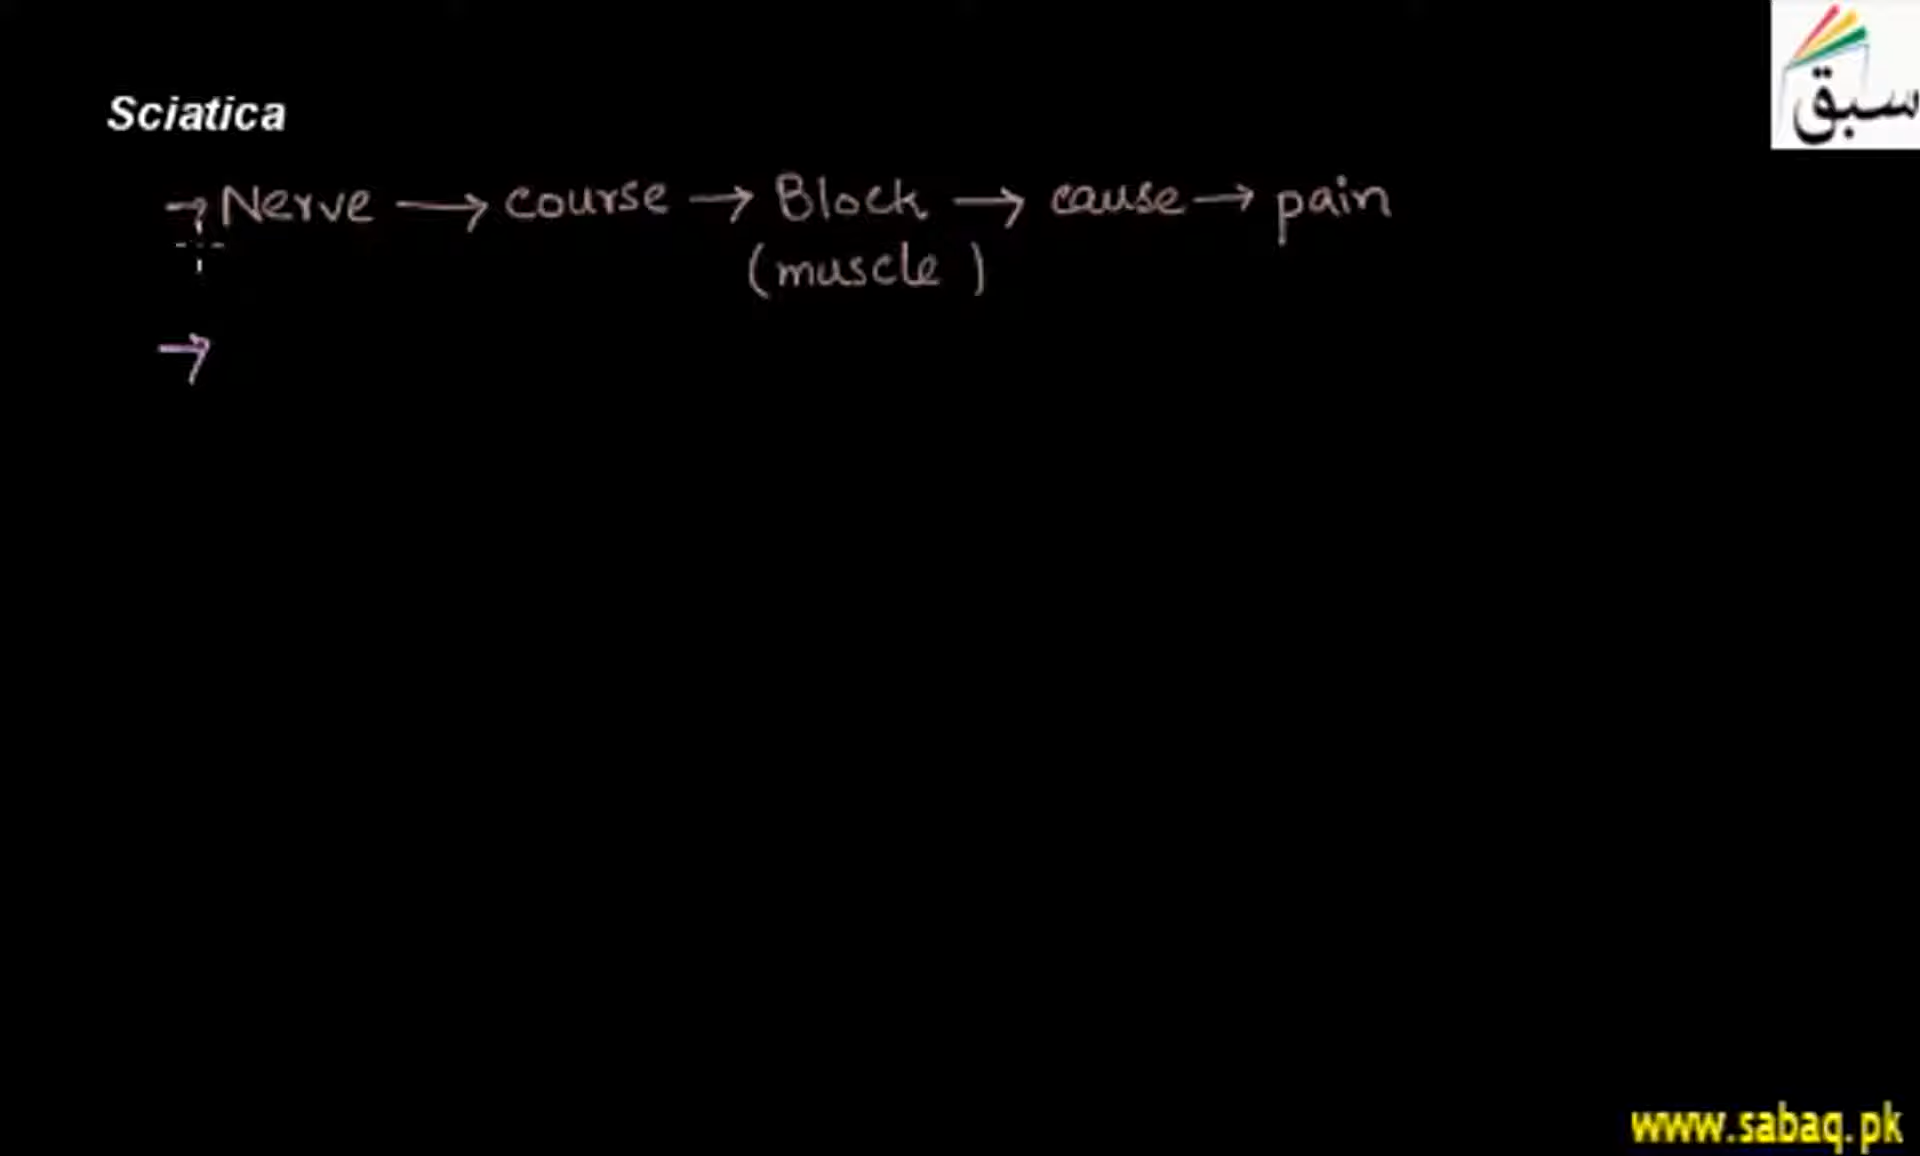 سبق
Sciatica
→ Nerve → course → Block → cause → pain
(muscle)
→
www.sabaq.pk